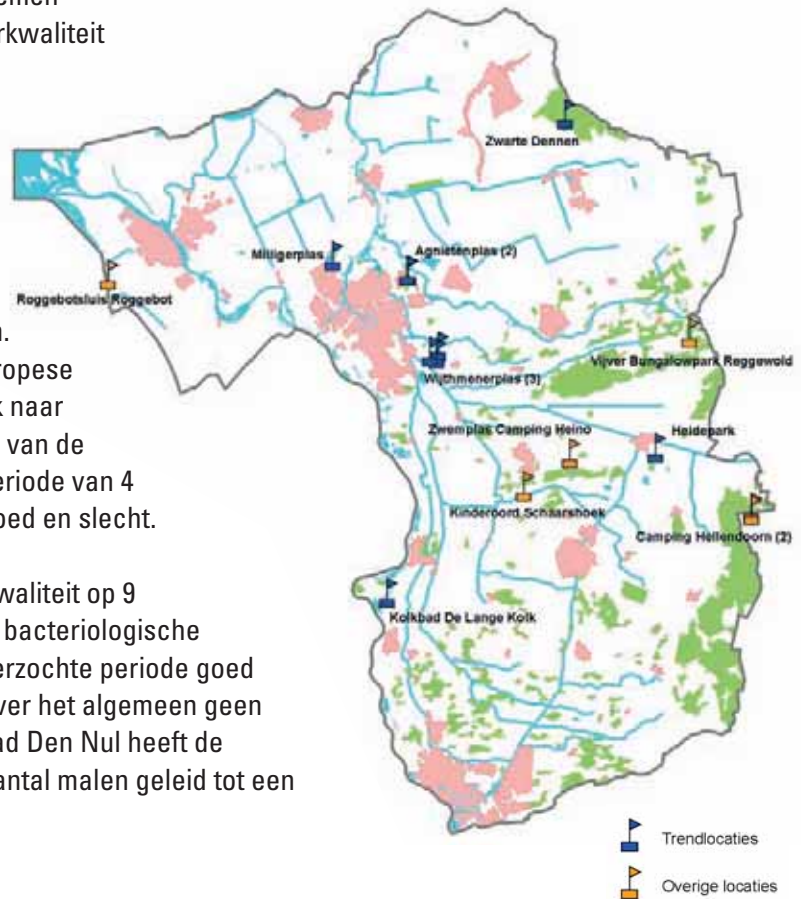 rkwaliteit
n.
ropese
k naar
van de
eriode van 4
ed en slecht.
waliteit op 9
bacteriologische
erzochte periode goed
ver het algemeen geen
ad Den Nul heeft de
antal malen geleid tot een
Zwarte Dennen
Milligerplas
Agnietenplas (2)
Roggebotsluis Roggebot
Vijver Bungalowpark Reggewold
Wijthmenerplas (3)
Zwemplas Camping Heino
Heidepark
Kinderoord Schaarshoek
Camping Hellendoorn (2)
Kolkbad De Lange Kolk
Trendlocaties
Overige locaties